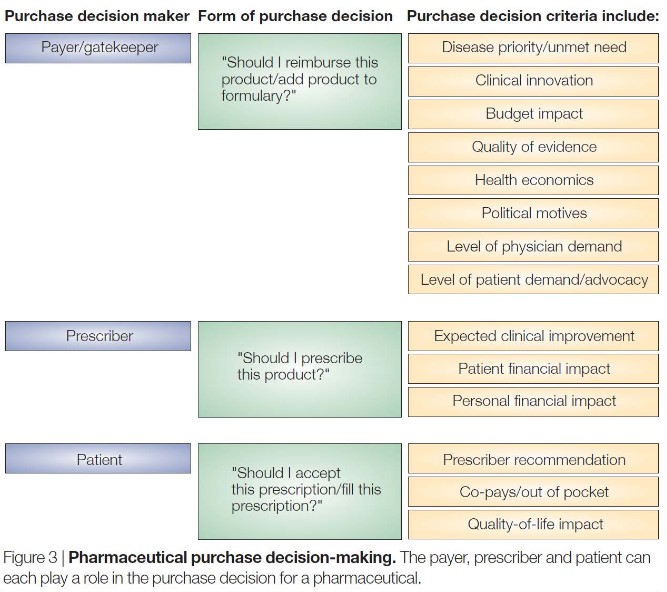 Purchase decision maker
Form of purchase decision
Purchase decision criteria include:
Payer/gatekeeper
"Should I reimburse this
product/add product to
formulary?"
Disease priority/unmet need
Clinical innovation
Budget impact
Quality of evidence
Health economics
Political motives
Level of physician demand
Level of patient demand/advocacy
Prescriber
"Should I prescribe
this product?"
Expected clinical improvement
Patient financial impact
Personal financial impact
Patient
"Should I accept
this prescription/fill this
prescription?"
Prescriber recommendation
Co-pays/out of pocket
Quality-of-life impact
Figure 3 | Pharmaceutical purchase decision-making. The payer, prescriber and patient can
each play a role in the purchase decision for a pharmaceutical.